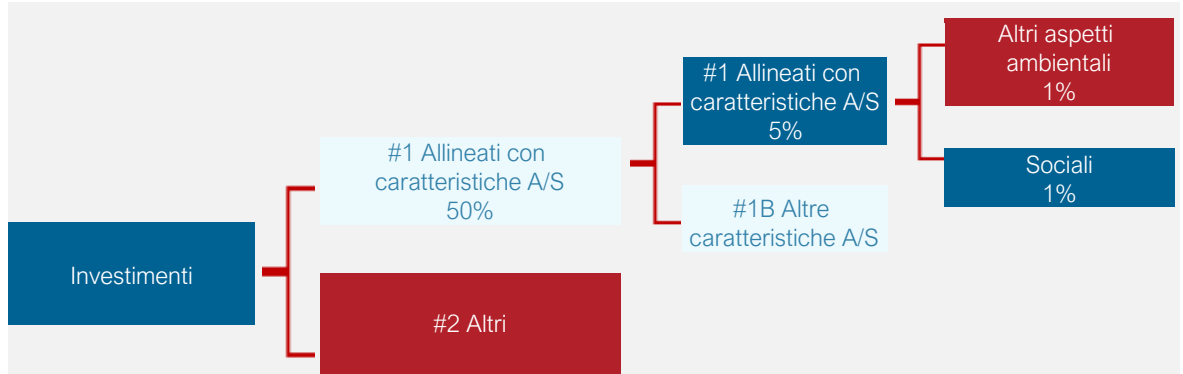 Investimenti
#1 Allineati con
caratteristiche A/S
50%
#2 Altri
#1 Allineati con
caratteristiche A/S
5%
#1B Altre
caratteristiche A/S
Altri aspetti
ambientali
1%
Sociali
1%